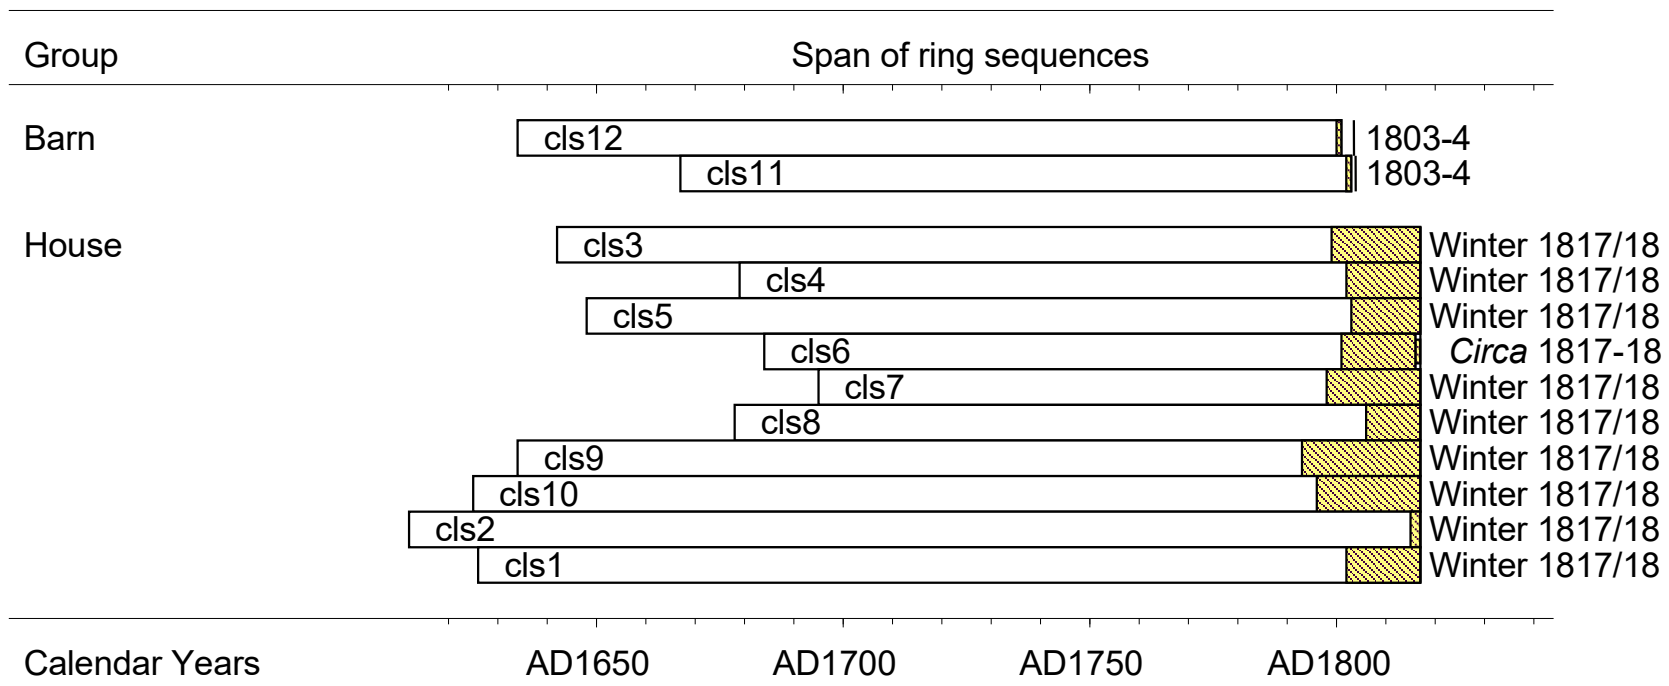 Group Span of ring sequences
Barn cls12 1803-4
cls11 1803-4
House cls3 Winter 1817/18
cls4 Winter 1817/18
cls5 Winter 1817/18
cls6 Circa 1817-18
cls7 Winter 1817/18
cls8 Winter 1817/18
cls9 Winter 1817/18
cls10 Winter 1817/18
cls2 Winter 1817/18
cls1 Winter 1817/18
Calendar Years AD1650 AD1700 AD1750 AD1800